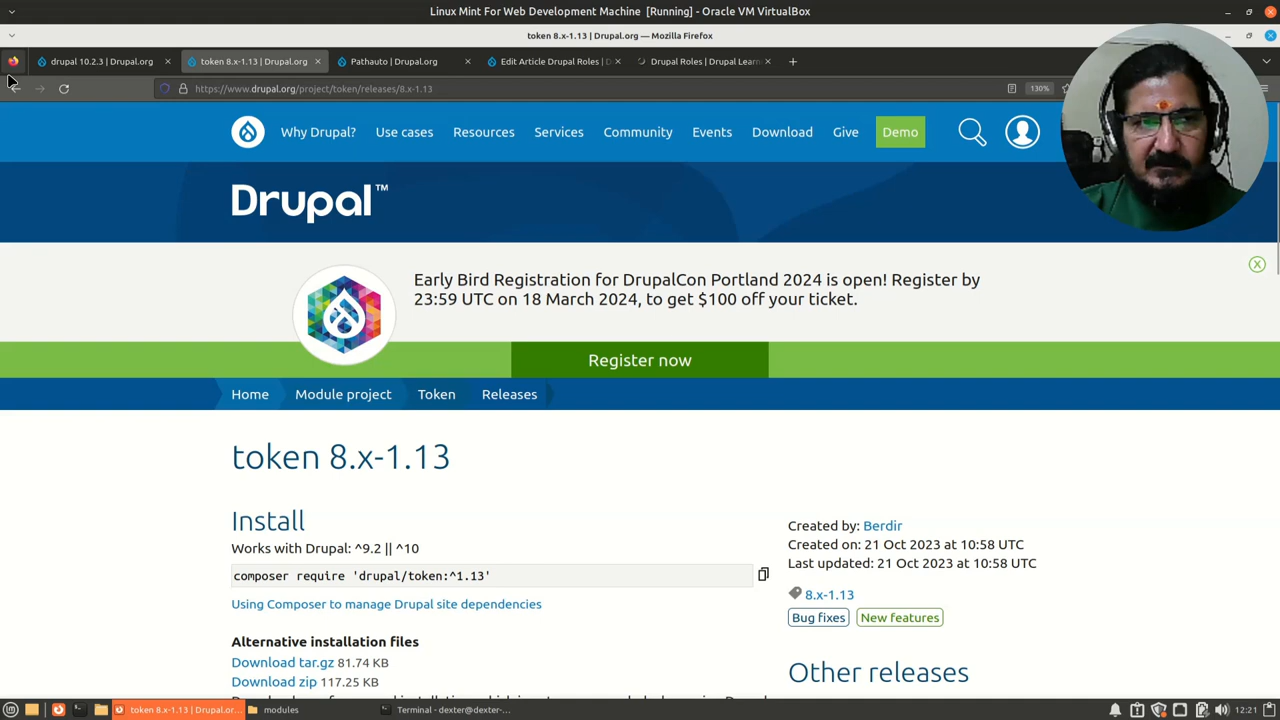 Linux Mint For Web Development Machine [Running] - Oracle VM VirtualBox
token 8.x-1.13 | Drupal.org — Mozilla Firefox
drupal 10.2.3 | Drupal.org
token 8.x-1.13 | Drupal.org
Pathauto | Drupal.org
Edit Article Drupal Roles | D
Drupal Roles | Drupal Learn
https://www.drupal.org/project/token/releases/8.x-1.13
130%
Why Drupal?
Use cases
Resources
Services
Community
Events
Download
Give
Demo
Drupal™
Early Bird Registration for DrupalCon Portland 2024 is open! Register by
23:59 UTC on 18 March 2024, to get $100 off your ticket.
Register now
Home
Module project
Token
Releases
token 8.x-1.13
Install
Works with Drupal: ^9.2 || ^10
composer require 'drupal/token:^1.13'
Using Composer to manage Drupal site dependencies
Alternative installation files
Download tar.gz 81.74 KB
Download zip 117.25 KB
Created by: Berdir
Created on: 21 Oct 2023 at 10:58 UTC
Last updated: 21 Oct 2023 at 10:58 UTC
8.x-1.13
Bug fixes
New features
Other releases
token 8.x-1.13 | Drupal.or...
modules
Terminal - dexter@dexter-...
12:21